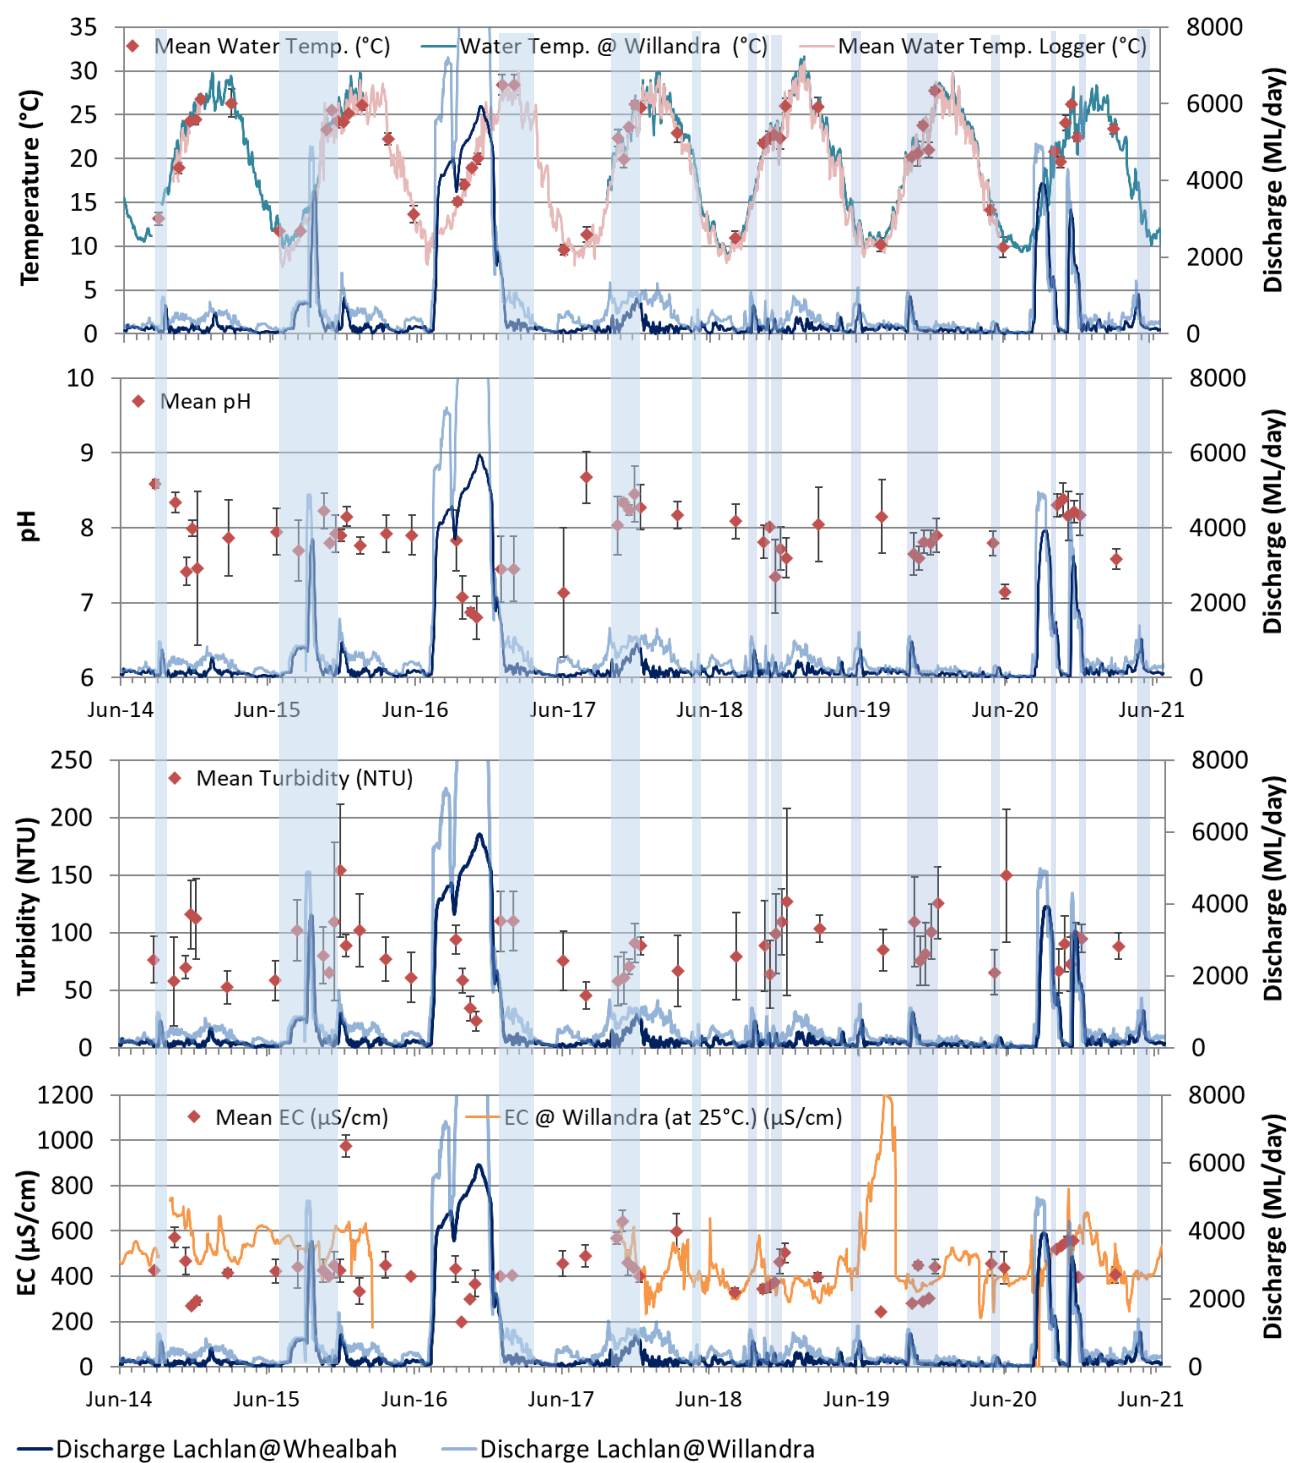 35 8000
Mean Water Temp. (°C) Water Temp. @ Willandra (°C) Mean Water Temp. Logger (°C)
30
25 6000
20
15 4000
10
2000
5
0 0
Temperature (°C)
Discharge (ML/day)
10 8000
Mean pH
9 6000
8 4000
7 2000
6 0
pH
Discharge (ML/day)
Jun-14 Jun-15 Jun-16 Jun-17 Jun-18 Jun-19 Jun-20 Jun-21
250 8000
Mean Turbidity (NTU)
200 6000
150
100 4000
50 2000
0 0
Turbidity (NTU)
Discharge (ML/day)
1200 8000
Mean EC (µS/cm) EC @ Willandra (at 25°C.) (µS/cm)
1000
800 6000
600 4000
400
200 2000
0 0
EC (µS/cm)
Discharge (ML/day)
Jun-14 Jun-15 Jun-16 Jun-17 Jun-18 Jun-19 Jun-20 Jun-21
Discharge Lachlan@Whealbah Discharge Lachlan@Willandra